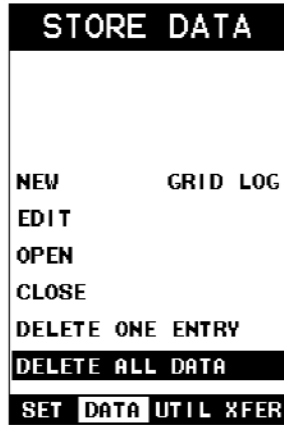 STORE DATA
NEW GRID LOG
EDIT
OPEN
CLOSE
DELETE ONE ENTRY
DELETE ALL DATA
SET DATA UTIL XFER